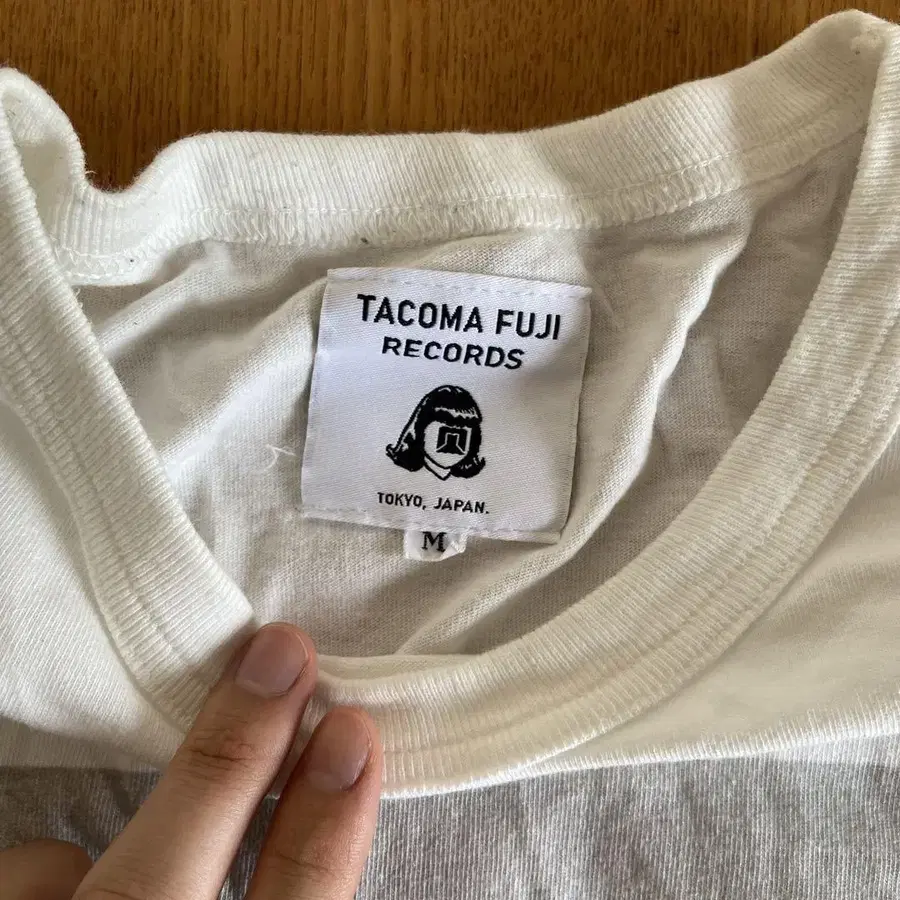 TACOMA FUJI
RECORDS
TOKYO, JAPAN.
M